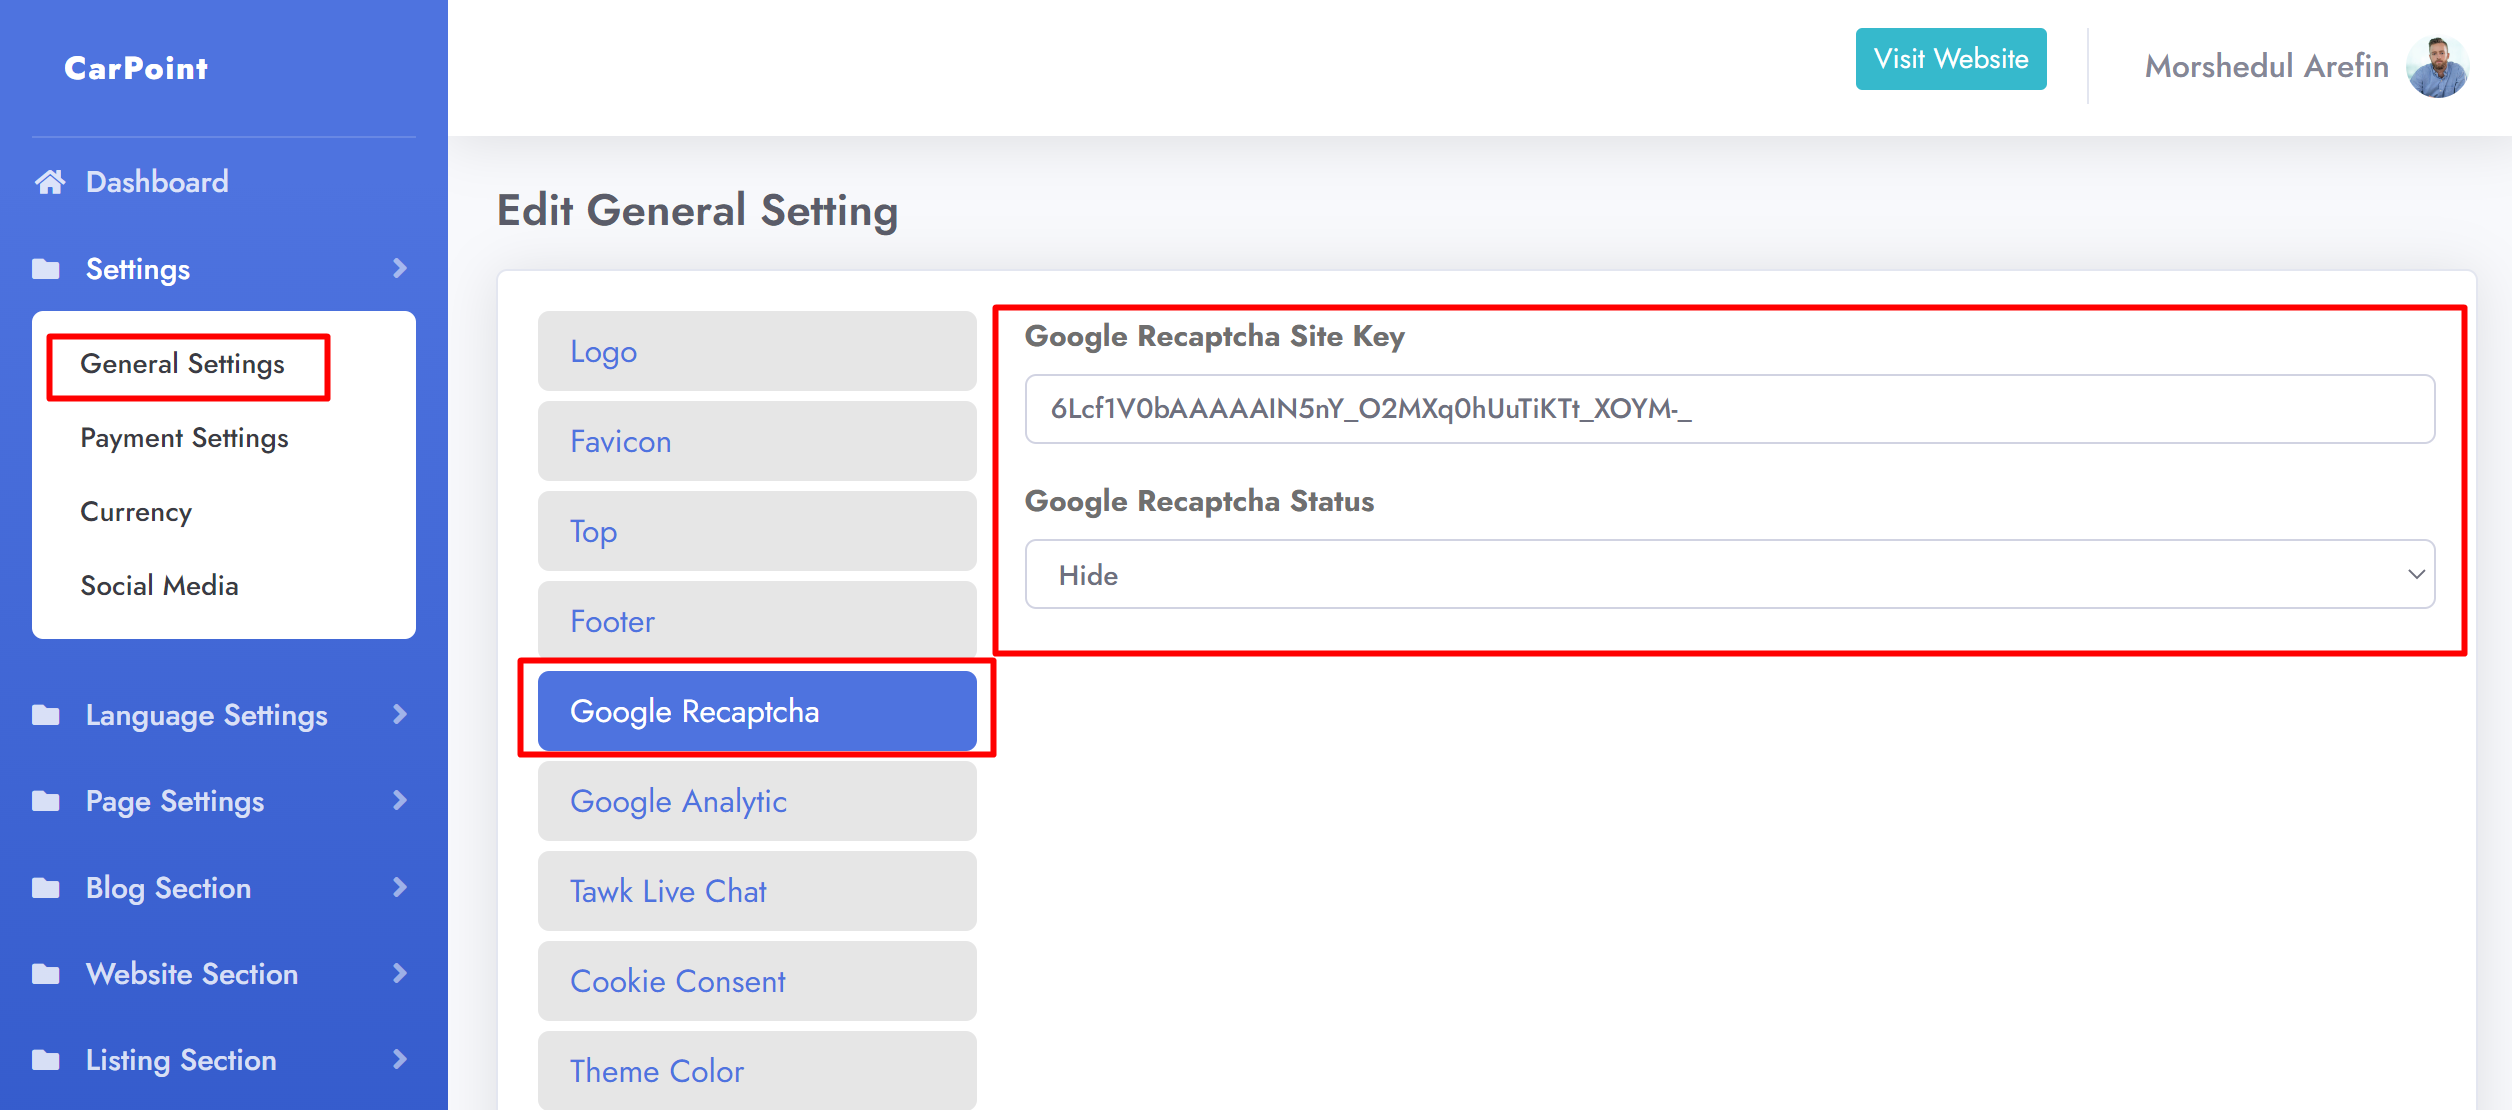 CarPoint
Visit Website
Morshedul Arefin
Dashboard
Settings
General Settings
Payment Settings
Currency
Social Media
Language Settings
Page Settings
Blog Section
Website Section
Listing Section
Edit General Setting
Logo
Favicon
Top
Footer
Google Recaptcha
Google Analytic
Tawk Live Chat
Cookie Consent
Theme Color
Google Recaptcha Site Key
6Lcf1V0bAAAAAIN5nY_O2MXq0hUuTiKTt_XOYM-_
Google Recaptcha Status
Hide